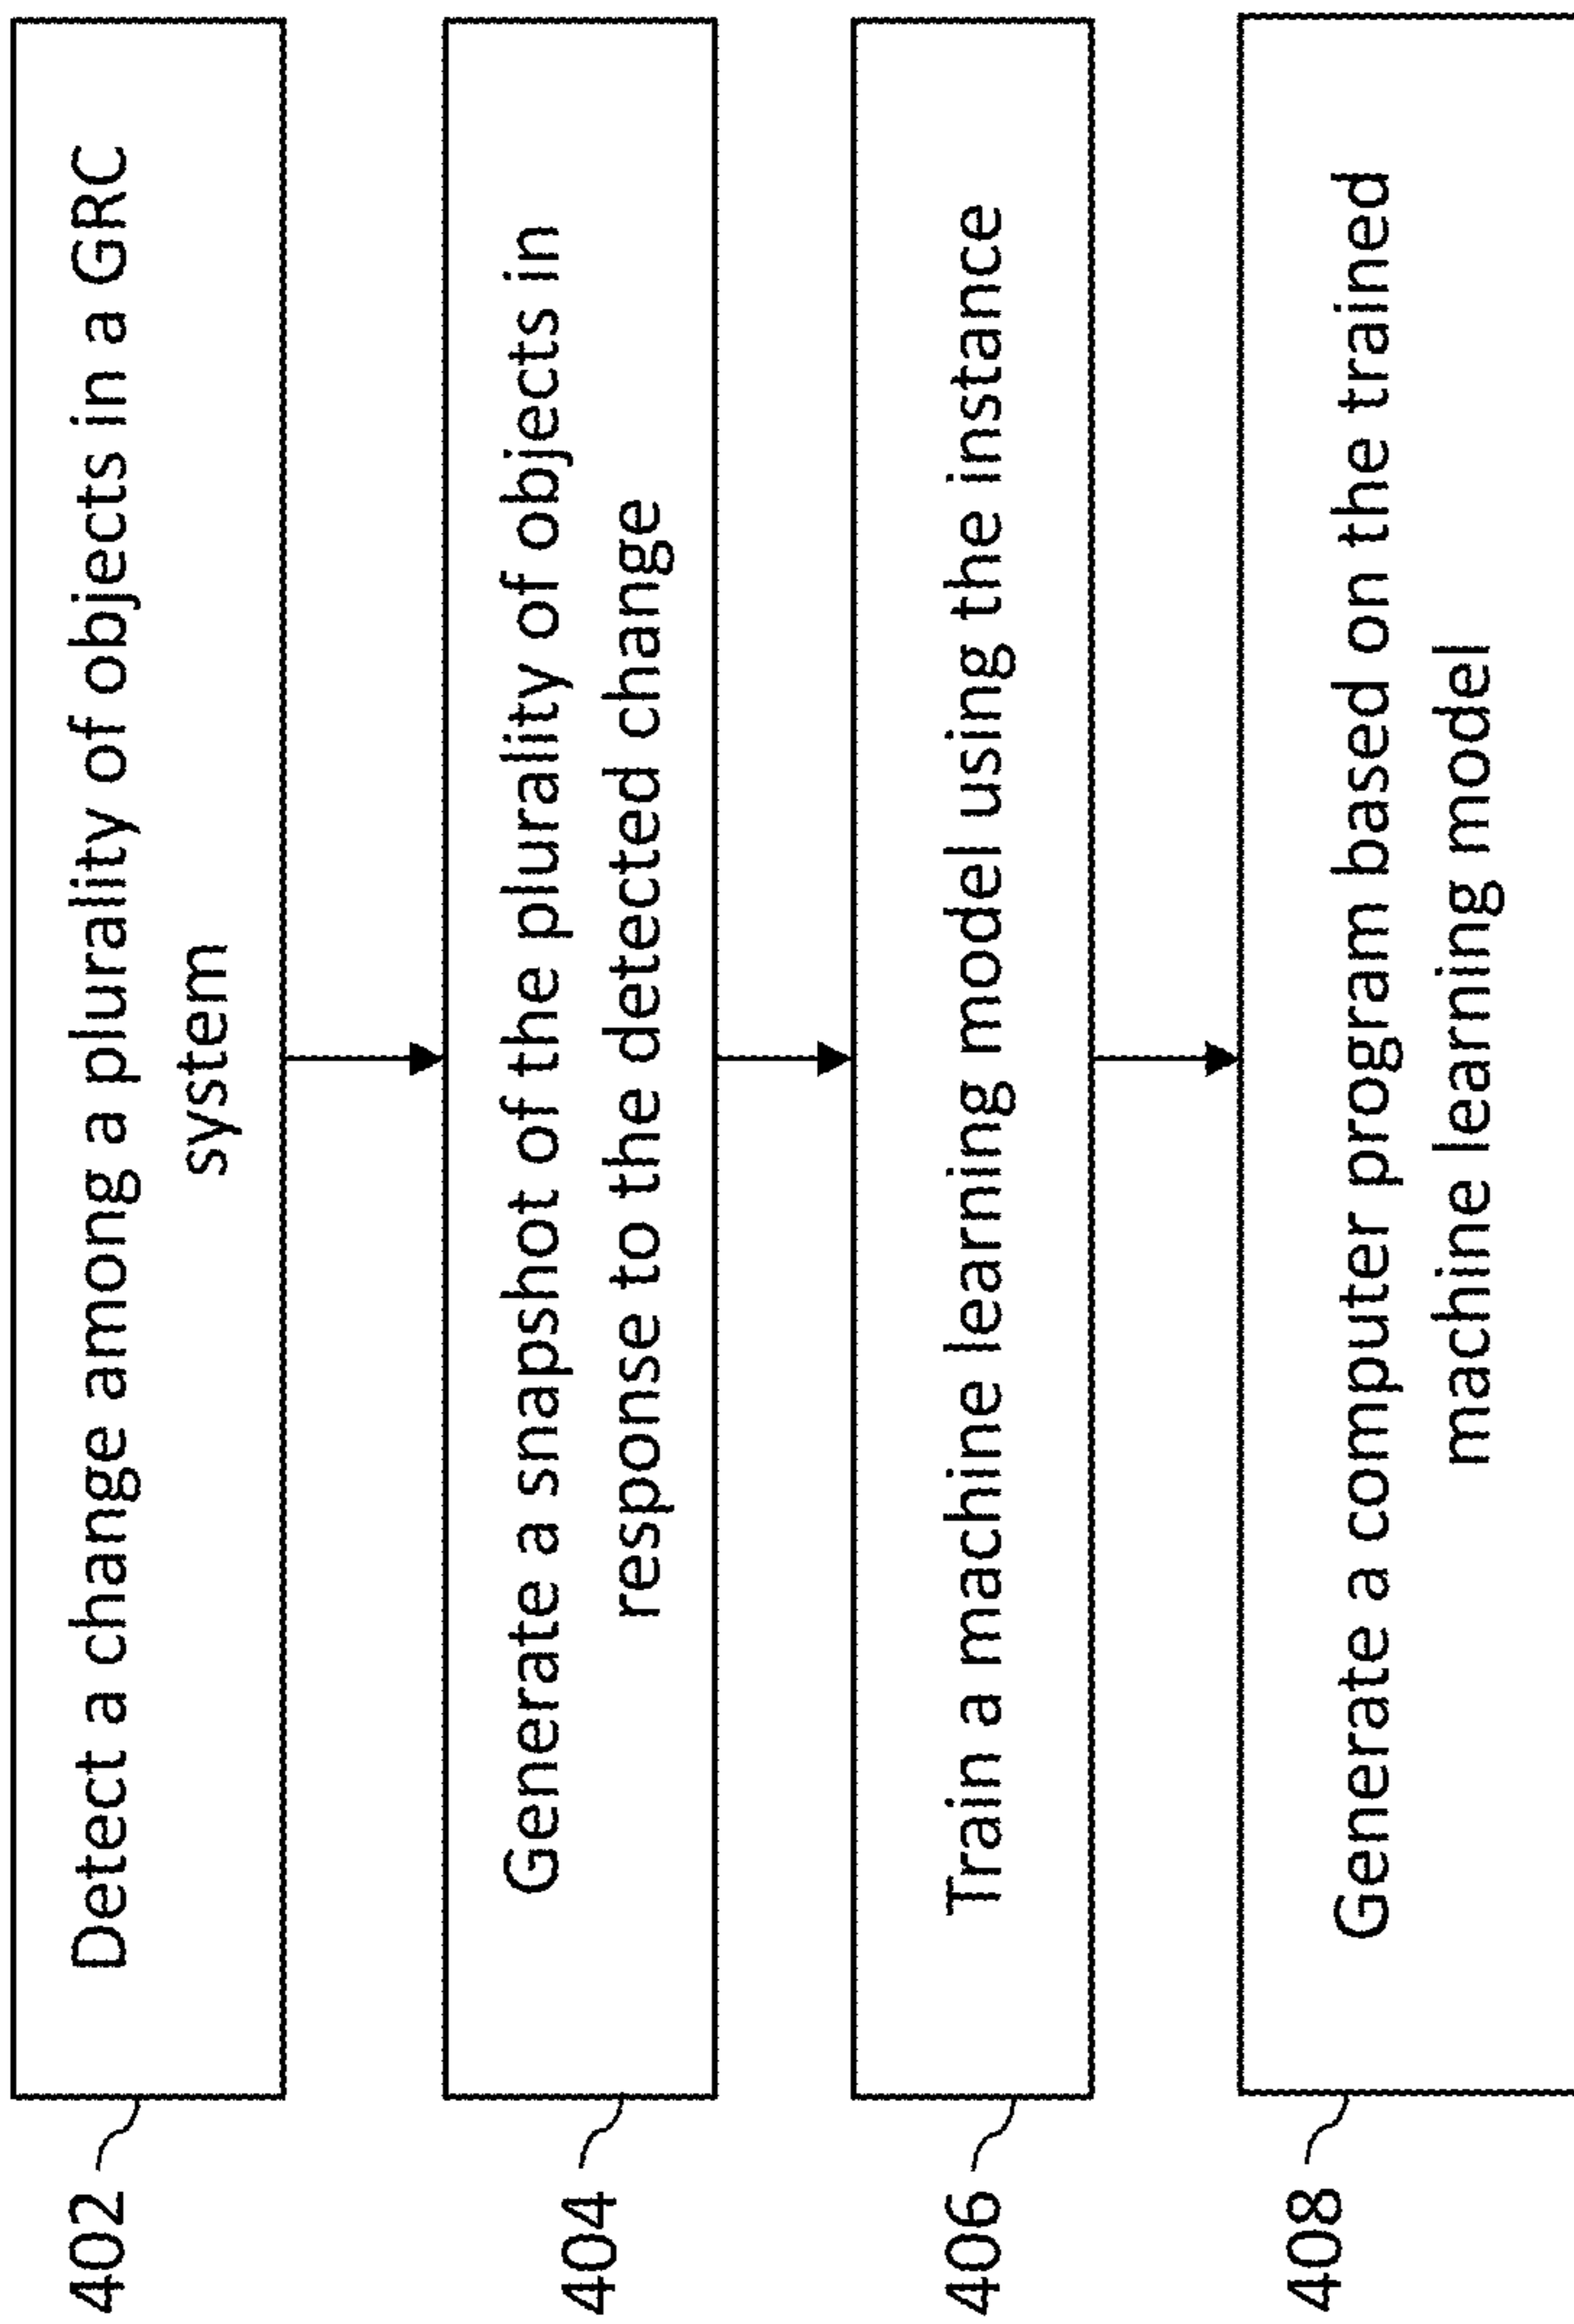 402
Detect a change among a plurality of objects in a GRC
system
404
Generate a snapshot of the plurality of objects in
response to the detected change
406
Train a machine learning model using the instance
408
Generate a computer program based on the trained
machine learning model